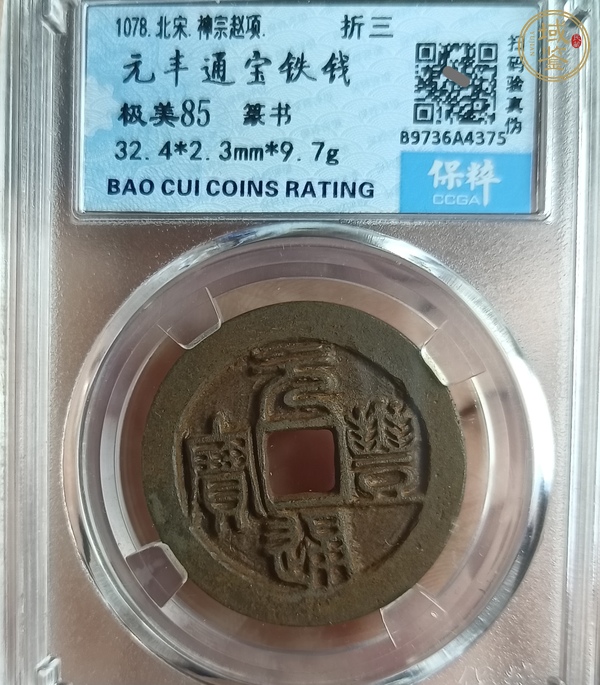 1078.北宋.神宗赵顼. 折三
元丰通宝铁钱
极美85 篆书
32.4*2.3mm*9.7g
BAO CUI COINS RATING
B9736A4375
扫码验真伪
保粹
CCGA
元
豐
通
寶